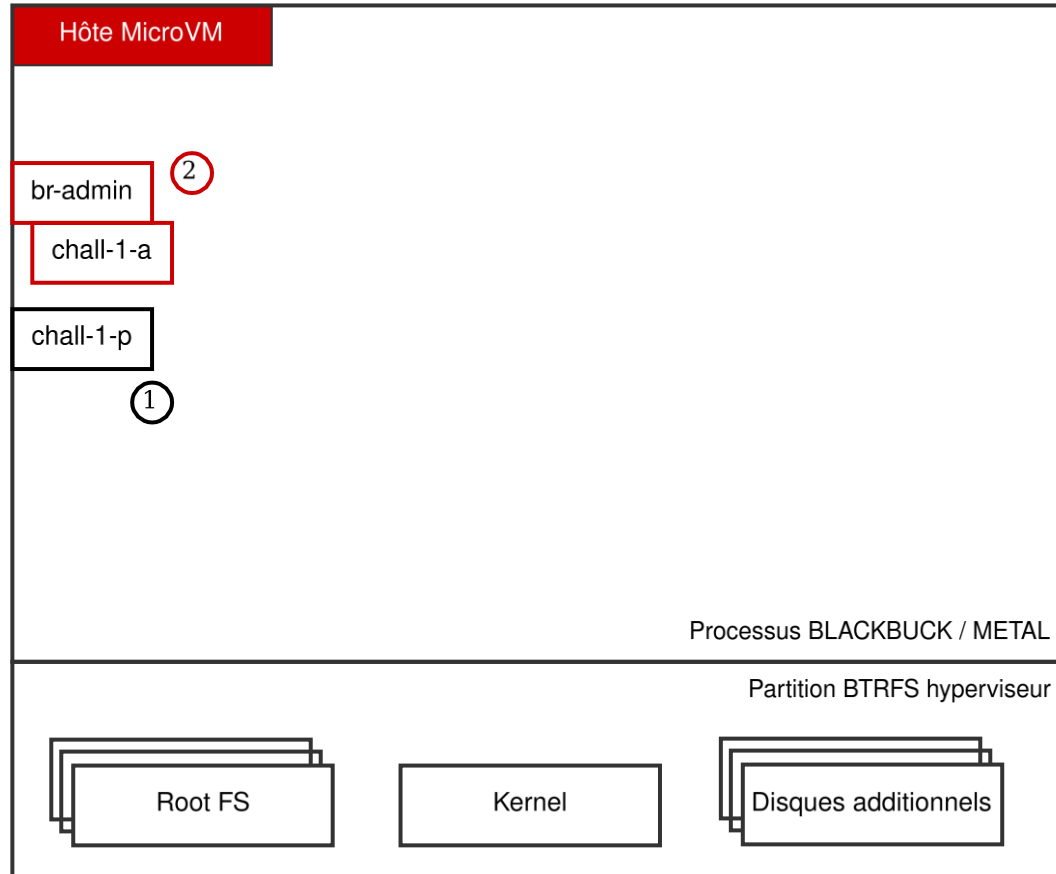 Hôte MicroVM
2
br-admin
chall-1-a
chall-1-p
1
Processus BLACKBUCK / METAL
Partition BTRFS hyperviseur
Root FS
Kernel
Disques additionnels